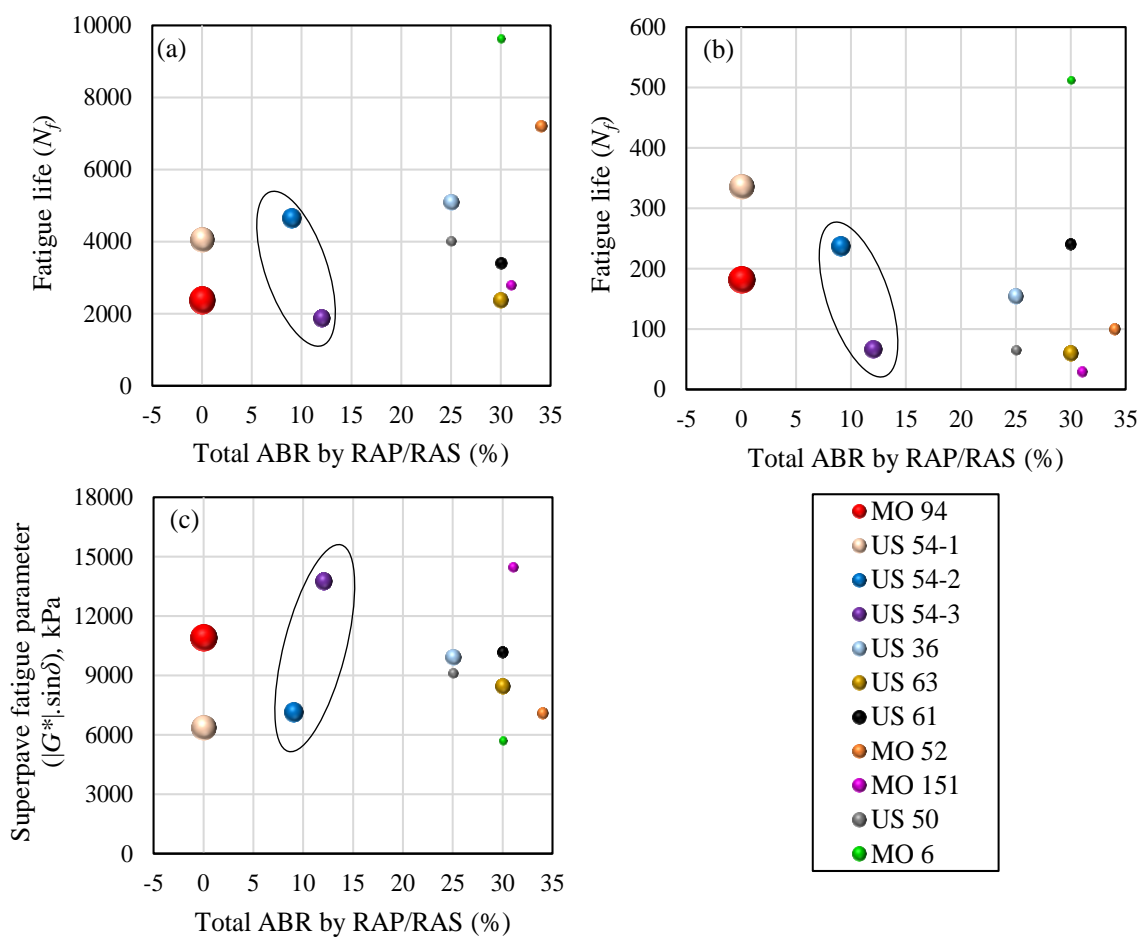 (a)
10000
8000
6000
4000
2000
0
Fatigue life (Nf)
-5 0 5 10 15 20 25 30 35
Total ABR by RAP/RAS (%)
(b)
600
500
400
300
200
100
0
Fatigue life (Nf)
-5 0 5 10 15 20 25 30 35
Total ABR by RAP/RAS (%)
(c)
18000
15000
12000
9000
6000
3000
0
Superpave fatigue parameter
(|G*|.sinδ), kPa
-5 0 5 10 15 20 25 30 35
Total ABR by RAP/RAS (%)
MO 94
US 54-1
US 54-2
US 54-3
US 36
US 63
US 61
MO 52
MO 151
US 50
MO 6